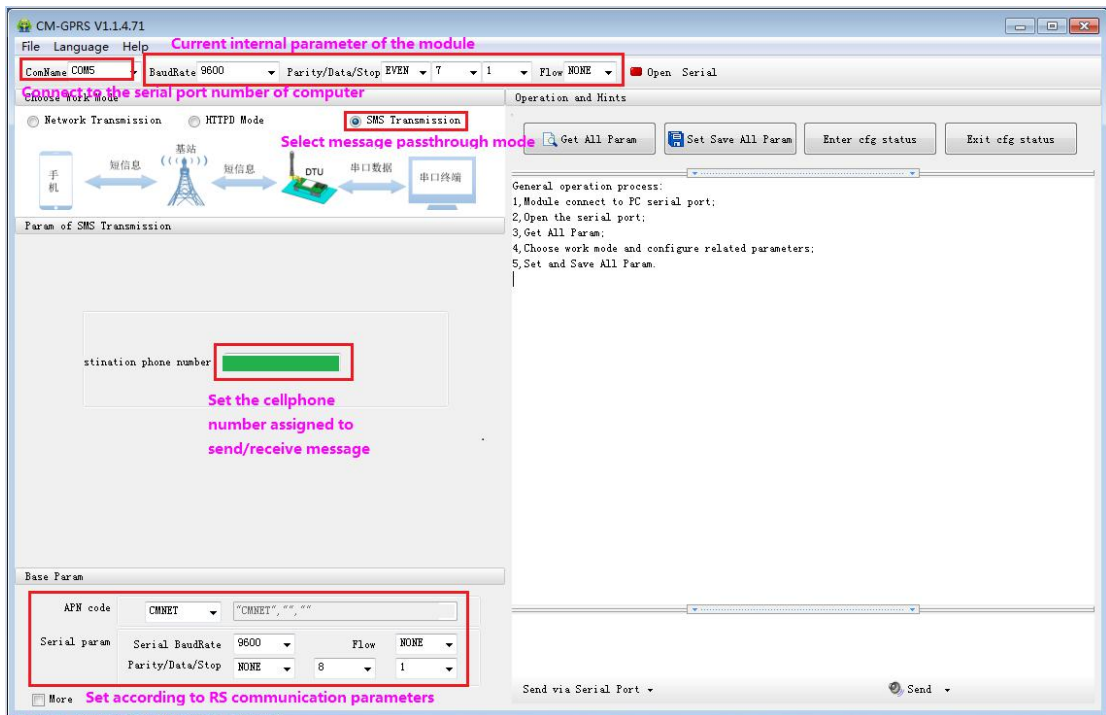 CM-GPRS V1.1.4.71
File Language Help
Current internal parameter of the module
ComName COM5 BaudRate 9600 Parity/Data/Stop EVEN 7 1 Flow NONE Open Serial
Connect to the serial port number of computer
Choose Work Mode
Operation and Hints
Network Transmission HTTPD Mode SMS Transmission
Select message passthrough mode
Get All Param Set Save All Param Enter cfg status Exit cfg status
手机
短信息
基站
短信息
DTU
串口数据
串口终端
General operation process:
1,Module connect to PC serial port;
2,Open the serial port;
3,Get All Param;
4,Choose work mode and configure related parameters;
5,Set and Save All Param.
Param of SMS Transmission
stination phone number
Set the cellphone
number assigned to
send/receive message
Base Param
APN code CMNET "CMNET","",""
Serial param Serial BaudRate 9600 Flow NONE
Parity/Data/Stop NONE 8 1
More Set according to RS communication parameters
Send via Serial Port Send